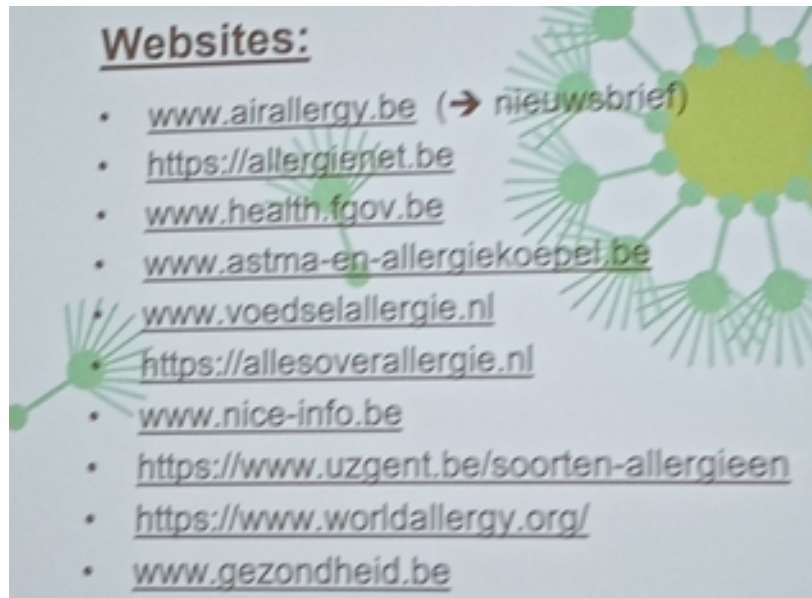 Websites:
• www.airallergy.be (➔ nieuwsbrief)
• https://allergienet.be
• www.health.fgov.be
• www.astma-en-allergiekoepel.be
• www.voedselallergie.nl
• https://allesoverallergie.nl
• www.nice-info.be
• https://www.uzgent.be/soorten-allergieen
• https://www.worldallergy.org/
• www.gezondheid.be